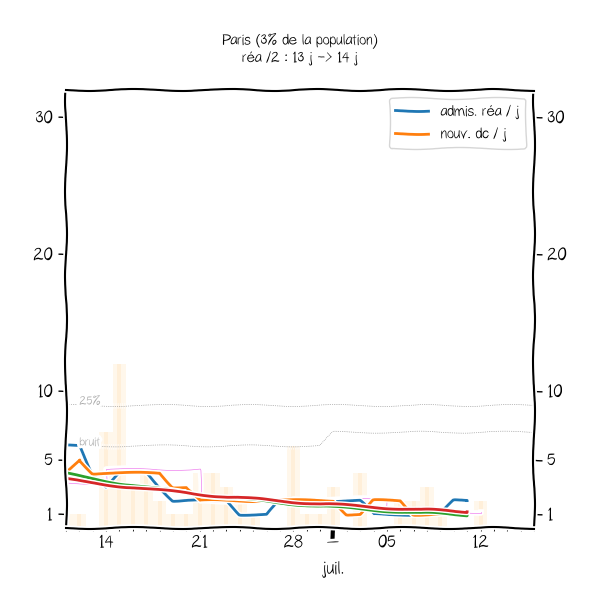 Paris (3% de la population)
réa /2 : 13 j -> 14 j
admis. réa / j
nouv. dc / j
30
30
20
20
10
10
25%
bruit
5
5
1
1
14
21
28
1
05
12
juil.